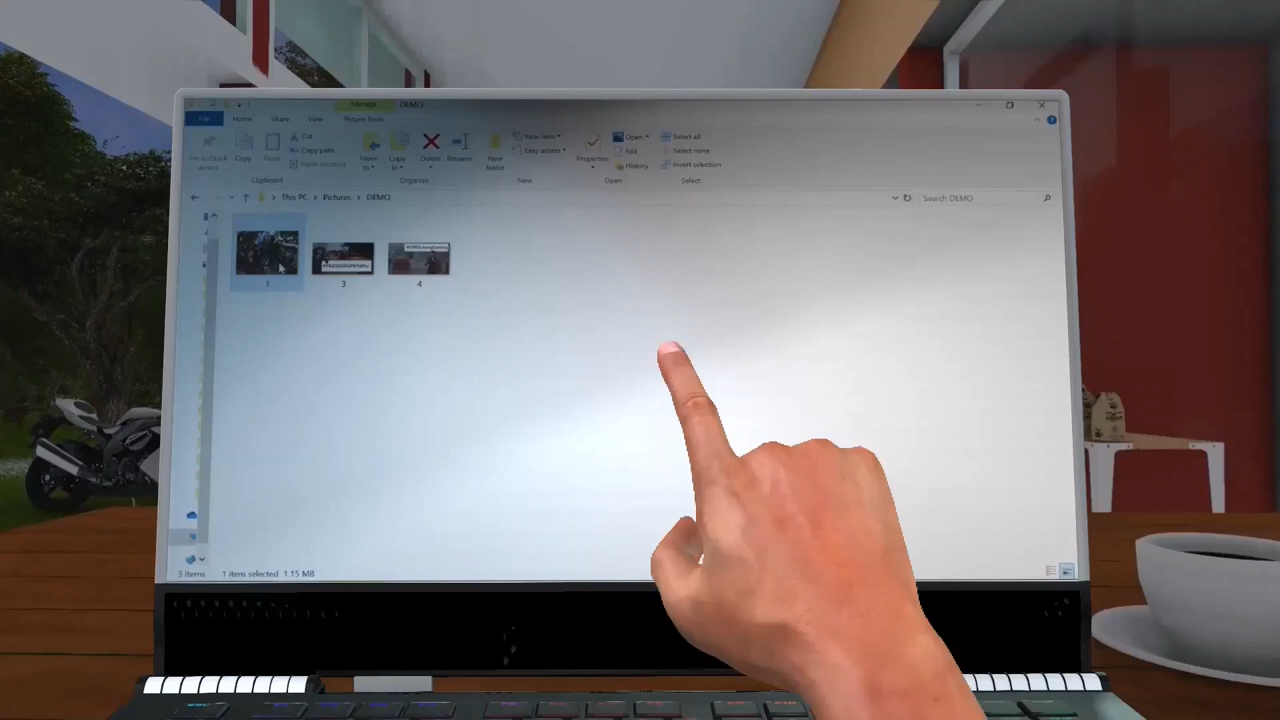 Manage DEMO
File Home Share View Picture Tools
Pin to Quick access
Copy
Paste
Cut
Copy path
Paste shortcut
Clipboard
Move to
Copy to
Delete
Rename
Organize
New folder
New item
Easy access
New
Properties
Open
Edit
History
Open
Select all
Select none
Invert selection
Select
This PC > Pictures > DEMO
Search DEMO
1
3
4
3 items 1 item selected 1.15 MB